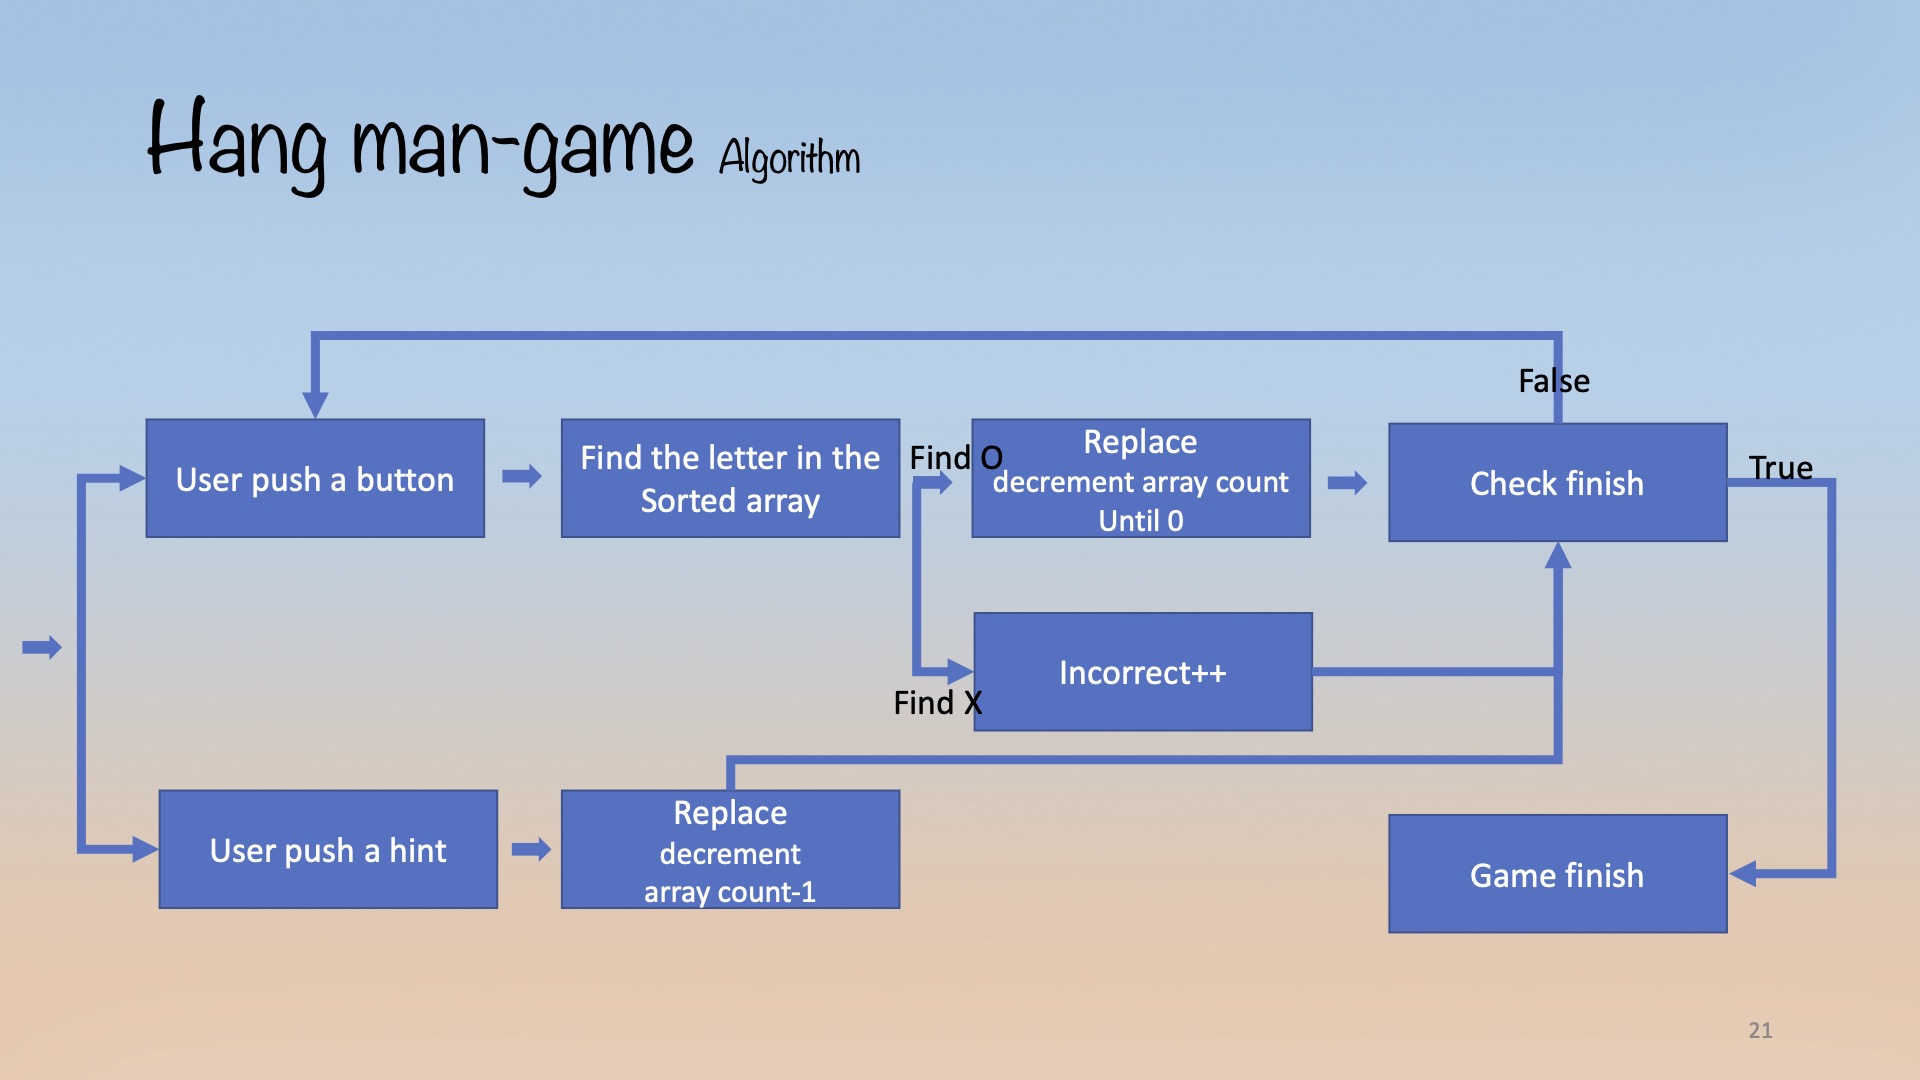 Hang man-game Algorithm
False
User push a button
Find the letter in the
Sorted array
Find O
Replace
decrement array count
Until 0
Check finish
True
Incorrect++
Find X
User push a hint
Replace
decrement
array count-1
Game finish
21